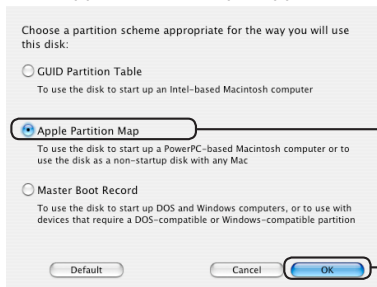 Choose a partition scheme appropriate for the way you will use
this disk:
GUID Partition Table
To use the disk to start up an Intel-based Macintosh computer
Apple Partition Map
To use the disk to start up a PowerPC-based Macintosh computer or to
use the disk as a non-startup disk with any Mac
Master Boot Record
To use the disk to start up DOS and Windows computers, or to use with
devices that require a DOS-compatible or Windows-compatible partition
Default Cancel OK